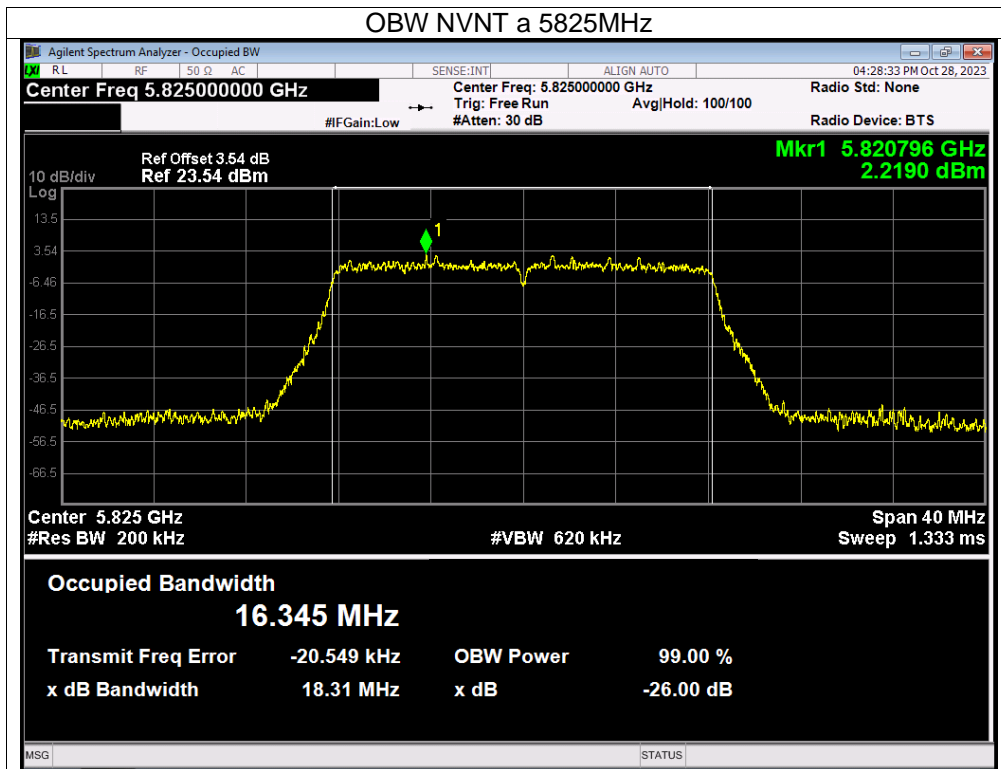 OBW NVNT a 5825MHz
Agilent Spectrum Analyzer - Occupied BW
LXI RL RF 50 Ω AC SENSE:INT ALIGN AUTO 04:28:33 PM Oct 28, 2023
Center Freq 5.825000000 GHz Center Freq: 5.825000000 GHz Radio Std: None
Trig: Free Run Avg|Hold: 100/100
#IFGain:Low #Atten: 30 dB Radio Device: BTS
Mkr1 5.820796 GHz
2.2190 dBm
Ref Offset 3.54 dB
10 dB/div Ref 23.54 dBm
Log
13.5
1
3.54
-6.46
-16.5
-26.5
-36.5
-46.5
-56.5
-66.5
Center 5.825 GHz Span 40 MHz
#Res BW 200 kHz #VBW 620 kHz Sweep 1.333 ms
Occupied Bandwidth
16.345 MHz
Transmit Freq Error -20.549 kHz OBW Power 99.00 %
x dB Bandwidth 18.31 MHz x dB -26.00 dB
MSG STATUS